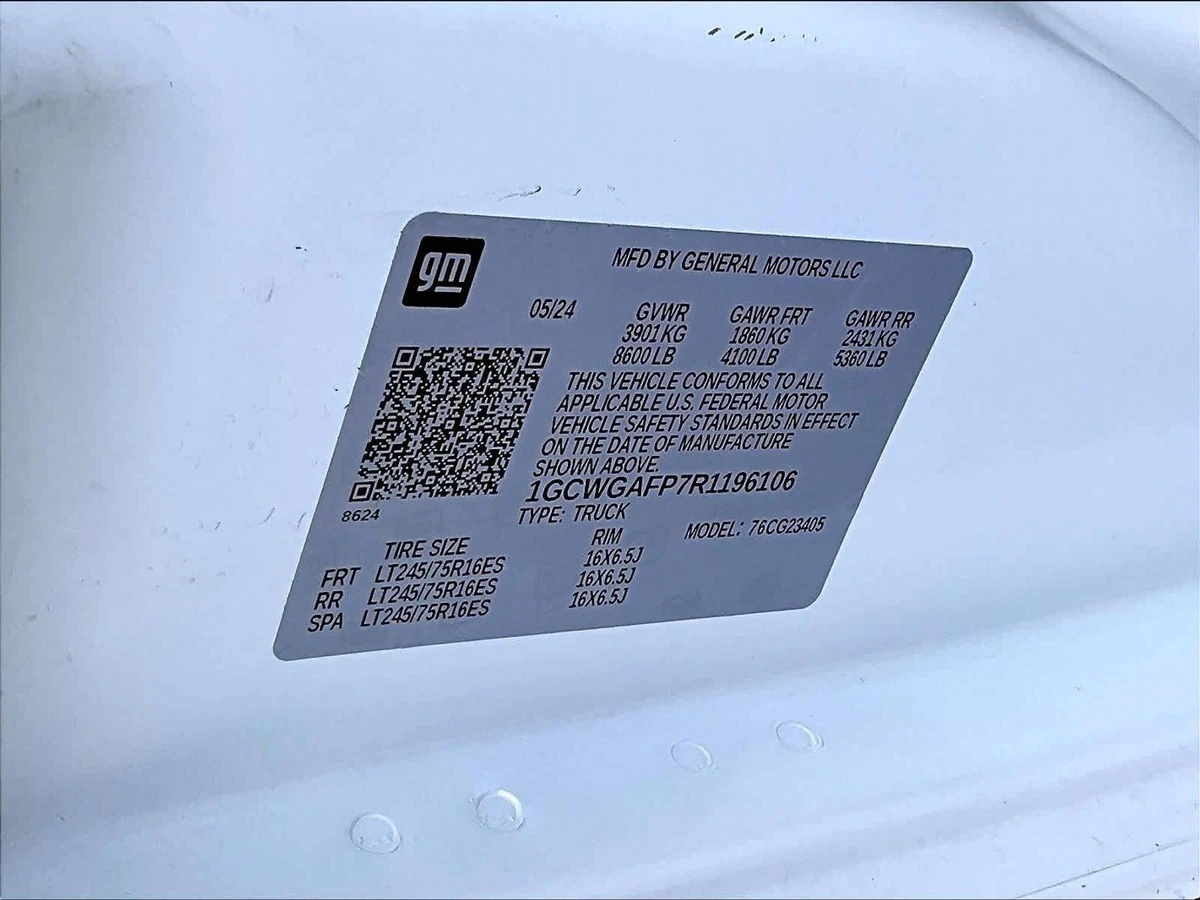 gm
MFD BY GENERAL MOTORS LLC
05/24 GVWR GAWR FRT GAWR RR
3901 KG 1860 KG 2431 KG
8600 LB 4100 LB 5360 LB
THIS VEHICLE CONFORMS TO ALL
APPLICABLE U.S. FEDERAL MOTOR
VEHICLE SAFETY STANDARDS IN EFFECT
ON THE DATE OF MANUFACTURE
SHOWN ABOVE.
1GCWGAFP7R1196106
8624
TYPE: TRUCK MODEL: 76CG23405
TIRE SIZE RIM
FRT LT245/75R16ES 16X6.5J
RR LT245/75R16ES 16X6.5J
SPA LT245/75R16ES 16X6.5J